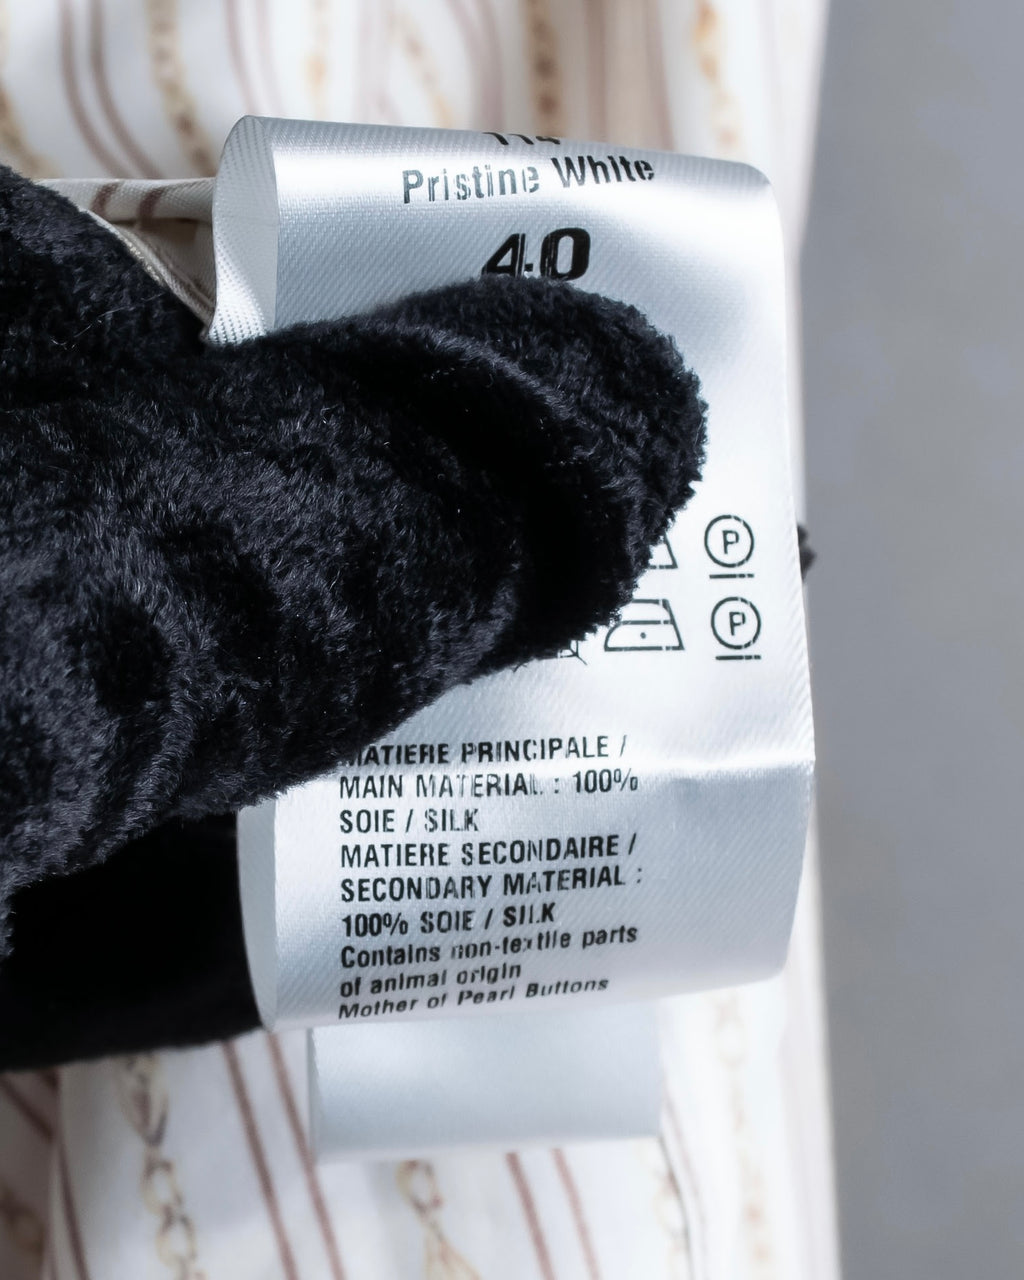 114
Pristine White
40
P
P
MATIERE PRINCIPALE /
MAIN MATERIAL : 100%
SOIE / SILK
MATIERE SECONDAIRE /
SECONDARY MATERIAL :
100% SOIE / SILK
Contains non-textile parts
of animal origin
Mother of Pearl Buttons